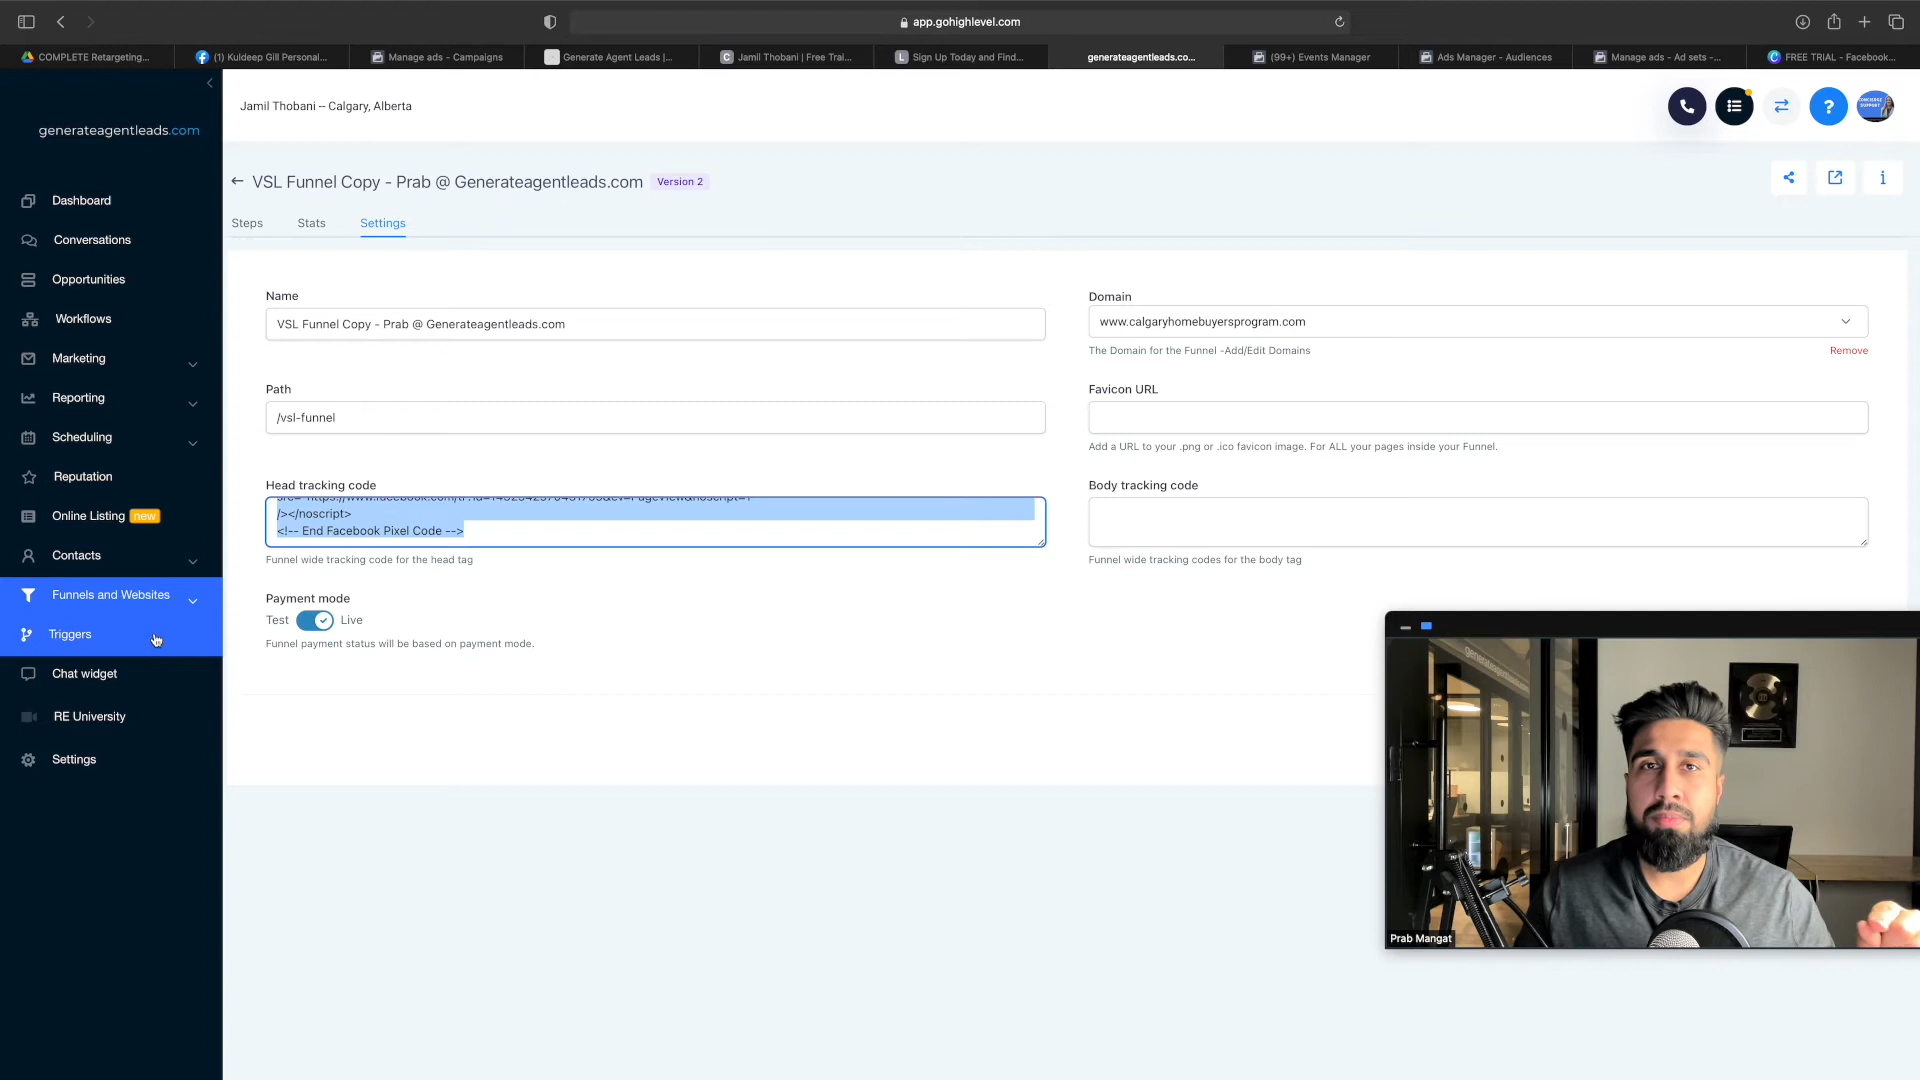 app.gohighlevel.com
COMPLETE Retargeting...
(1) Kuldeep Gill Personal...
Manage ads - Campaigns
Generate Agent Leads |...
Jamil Thobani | Free Trai...
Sign Up Today and Find...
generateagentleads.co...
(99+) Events Manager
Ads Manager - Audiences
Manage ads - Ad sets -...
FREE TRIAL - Facebook...
generateagentleads.com
Dashboard
Conversations
Opportunities
Workflows
Marketing
Reporting
Scheduling
Reputation
Online Listing new
Contacts
Funnels and Websites
Triggers
Chat widget
RE University
Settings
Jamil Thobani -- Calgary, Alberta
CONCIERGE
SUPPORT
VSL Funnel Copy - Prab @ Generateagentleads.com Version 2
Steps Stats Settings
Name
VSL Funnel Copy - Prab @ Generateagentleads.com
Domain
www.calgaryhomebuyersprogram.com
The Domain for the Funnel -Add/Edit Domains
Remove
Path
/vsl-funnel
Favicon URL
Add a URL to your .png or .ico favicon image. For ALL your pages inside your Funnel.
Head tracking code
/></noscript>
<!-- End Facebook Pixel Code -->
Funnel wide tracking code for the head tag
Body tracking code
Funnel wide tracking codes for the body tag
Payment mode
Test Live
Funnel payment status will be based on payment mode.
generateagentleads
Prab Mangat